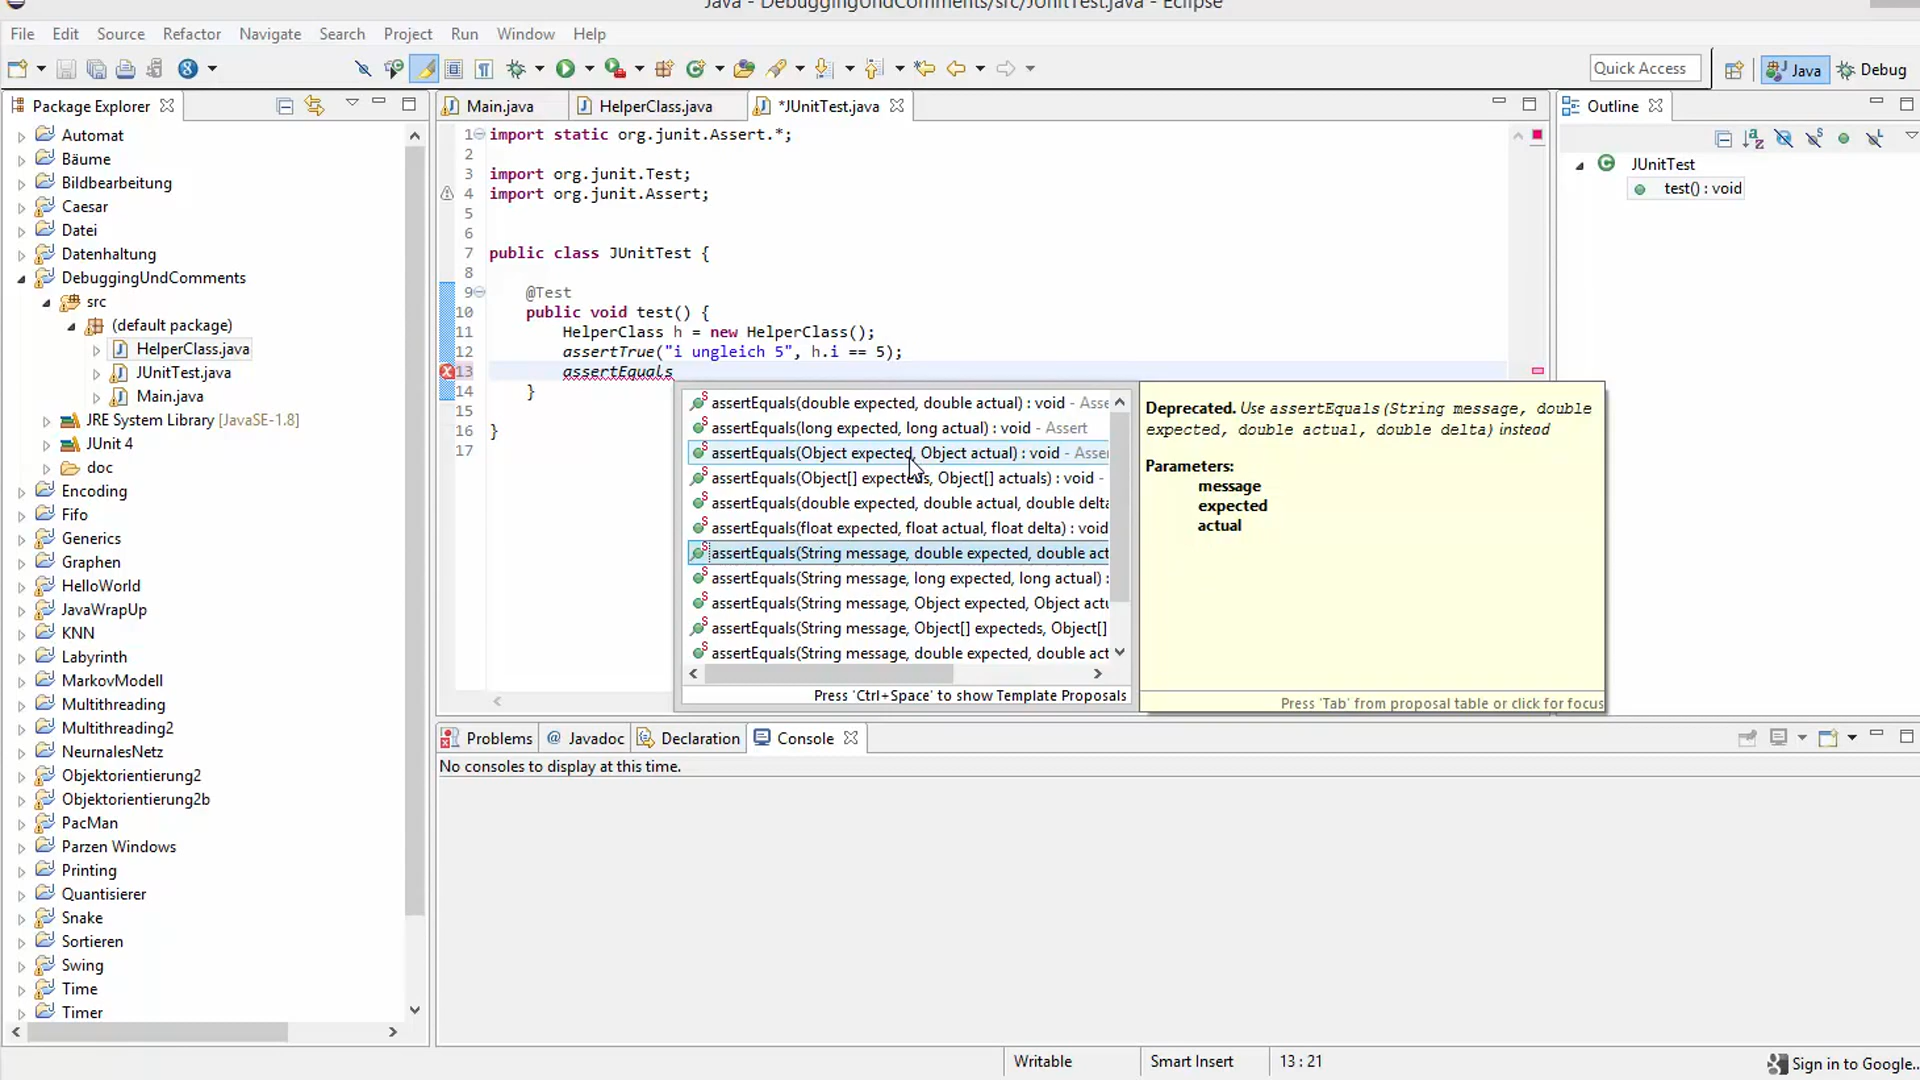 Java - DebuggingUndComments/src/JUnitTest.java - Eclipse
File Edit Source Refactor Navigate Search Project Run Window Help
Quick Access
Java
Debug
Package Explorer
Main.java
HelperClass.java
*JUnitTest.java
Outline
Automat
Bäume
Bildbearbeitung
Caesar
Datei
Datenhaltung
DebuggingUndComments
src
(default package)
HelperClass.java
JUnitTest.java
Main.java
JRE System Library [JavaSE-1.8]
JUnit 4
doc
Encoding
Fifo
Generics
Graphen
HelloWorld
JavaWrapUp
KNN
Labyrinth
MarkovModell
Multithreading
Multithreading2
NeurnalesNetz
Objektorientierung2
Objektorientierung2b
PacMan
Parzen Windows
Printing
Quantisierer
Snake
Sortieren
Swing
Time
Timer
1 import static org.junit.Assert.*;
2
3 import org.junit.Test;
4 import org.junit.Assert;
5
6
7 public class JUnitTest {
8
9 @Test
10 public void test() {
11 HelperClass h = new HelperClass();
12 assertTrue("i ungleich 5", h.i == 5);
13 assertEquals
14 }
15
16 }
17
assertEquals(double expected, double actual) : void - Asse
assertEquals(long expected, long actual) : void - Assert
assertEquals(Object expected, Object actual) : void - Asser
assertEquals(Object[] expecteds, Object[] actuals) : void -
assertEquals(double expected, double actual, double delta
assertEquals(float expected, float actual, float delta) : void
assertEquals(String message, double expected, double act
assertEquals(String message, long expected, long actual) :
assertEquals(String message, Object expected, Object actu
assertEquals(String message, Object[] expecteds, Object[]
assertEquals(String message, double expected, double act
Press 'Ctrl+Space' to show Template Proposals
Deprecated. Use assertEquals(String message, double
expected, double actual, double delta) instead
Parameters:
message
expected
actual
Press 'Tab' from proposal table or click for focus
JUnitTest
test() : void
Problems
@ Javadoc
Declaration
Console
No consoles to display at this time.
Writable
Smart Insert
13 : 21
Sign in to Google...